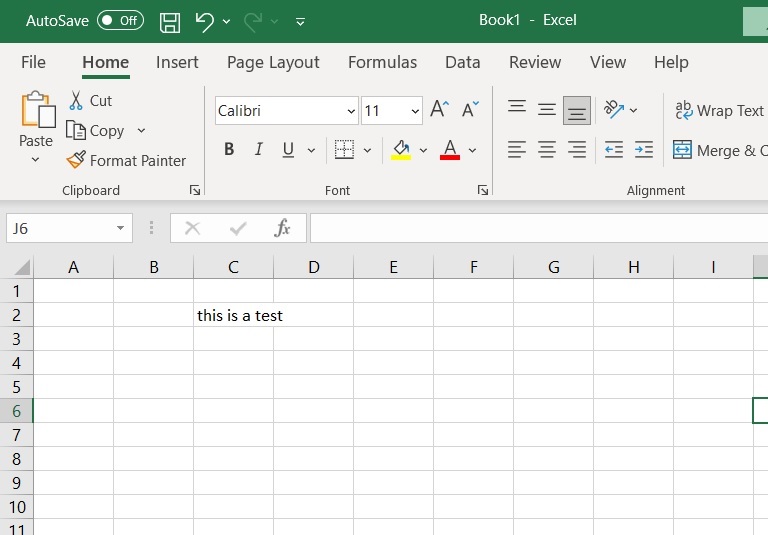 AutoSave Off Book1 - Excel
File Home Insert Page Layout Formulas Data Review View Help
Paste
Cut
Copy
Format Painter
Clipboard
Calibri 11
B I U A
Font
ab Wrap Text
Merge & C
Alignment
J6 fx
A B C D E F G H I
1
2 this is a test
3
4
5
6
7
8
9
10
11